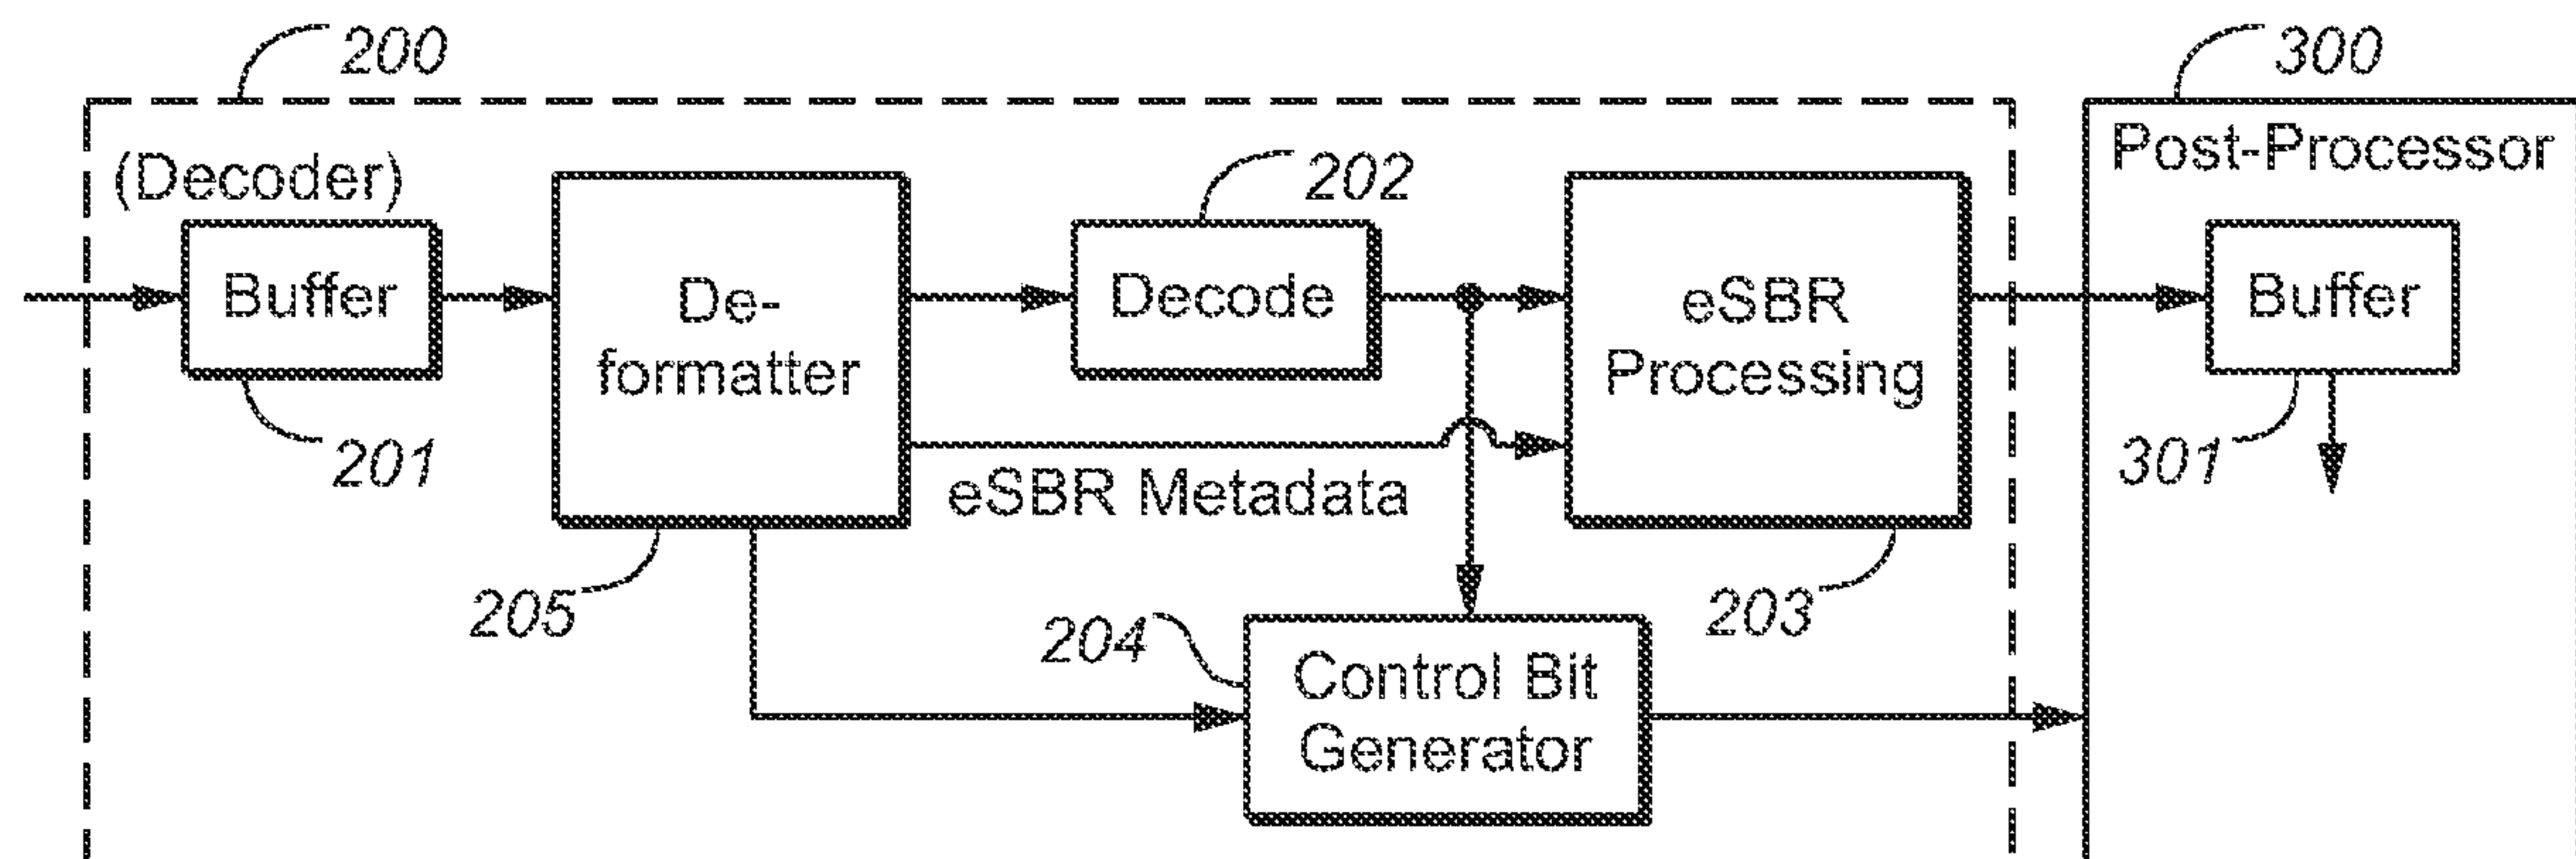 200
300
(Decoder)
Post-Processor
202
Buffer
De-
formatter
Decode
eSBR
Processing
Buffer
201
eSBR Metadata
301
205
204
203
Control Bit
Generator